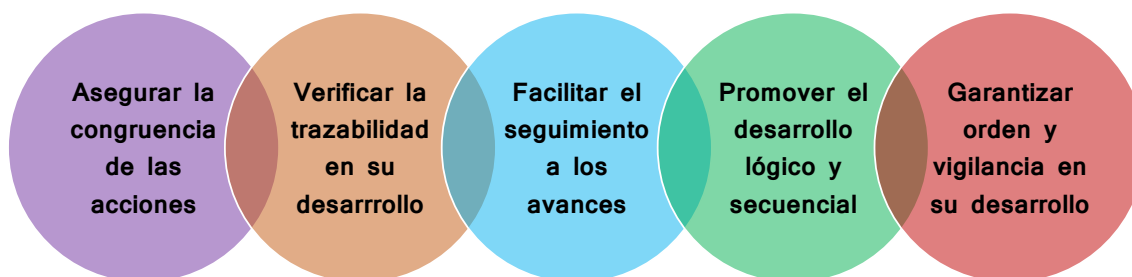 Asegurar la
congruencia
de las
acciones
Verificar la
trazabilidad
en su
desarrrollo
Facilitar el
seguimiento
a los
avances
Promover el
desarrollo
lógico y
secuencial
Garantizar
orden y
vigilancia en
su desarrollo